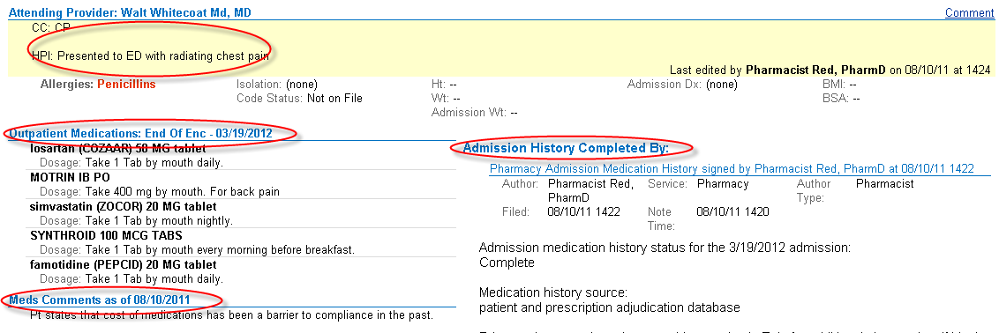 Attending Provider: Walt Whitecoat Md, MD
Comment
CC: CP
HPI: Presented to ED with radiating chest pain
Last edited by Pharmacist Red, PharmD on 08/10/11 at 1424
Allergies: Penicillins
Isolation: (none)
Code Status: Not on File
Ht: --
Wt: --
Admission Wt: --
Admission Dx: (none)
BMI: --
BSA: --
Outpatient Medications: End Of Enc - 03/19/2012
losartan (COZAAR) 50 MG tablet
Dosage: Take 1 Tab by mouth daily.
MOTRIN IB PO
Dosage: Take 400 mg by mouth. For back pain
simvastatin (ZOCOR) 20 MG tablet
Dosage: Take 1 Tab by mouth nightly.
SYNTHROID 100 MCG TABS
Dosage: Take 1 Tab by mouth every morning before breakfast.
famotidine (PEPCID) 20 MG tablet
Dosage: Take 1 Tab by mouth daily.
Meds Comments as of 08/10/2011
Pt states that cost of medications has been a barrier to compliance in the past.
Admission History Completed By:
Pharmacy Admission Medication History signed by Pharmacist Red, PharmD at 08/10/11 1422
Author: Pharmacist Red, PharmD
Service: Pharmacy
Author Type: Pharmacist
Filed: 08/10/11 1422
Note Time: 08/10/11 1420
Admission medication history status for the 3/19/2012 admission:
Complete
Medication history source:
patient and prescription adjudication database